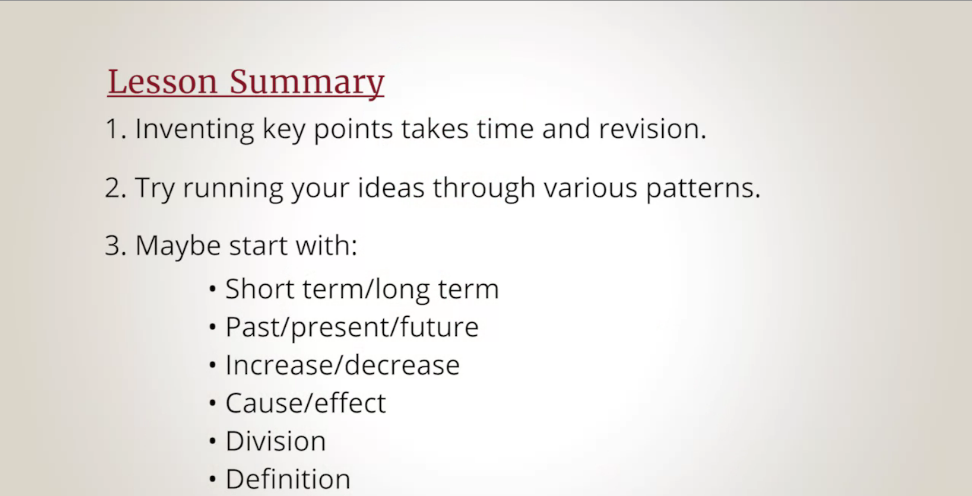 Lesson Summary
1. Inventing key points takes time and revision.
2. Try running your ideas through various patterns.
3. Maybe start with:
• Short term/long term
• Past/present/future
• Increase/decrease
• Cause/effect
• Division
• Definition